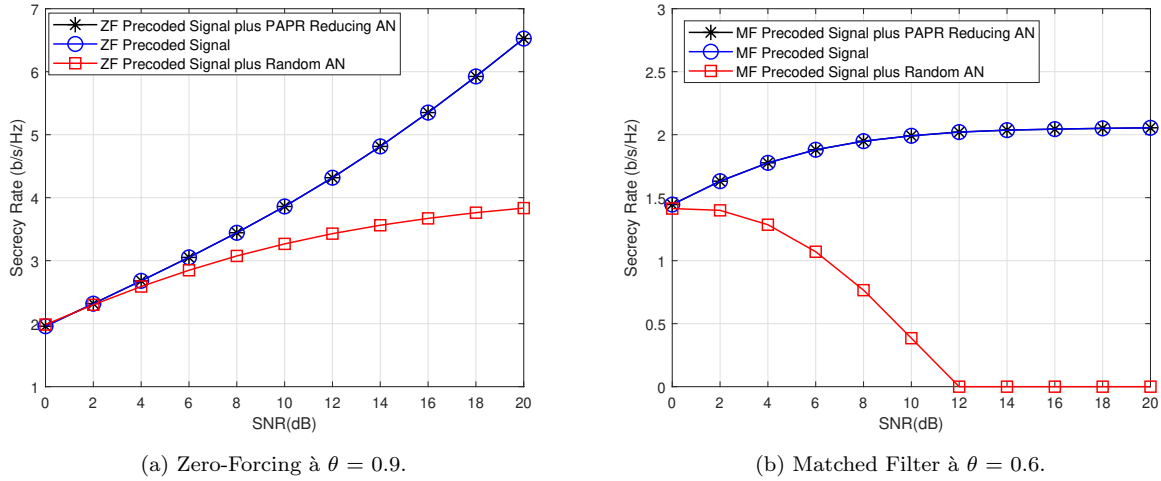 ZF Precoded Signal plus PAPR Reducing AN
ZF Precoded Signal
ZF Precoded Signal plus Random AN
7
6
5
4
3
2
1
Secrecy Rate (b/s/Hz)
0 2 4 6 8 10 12 14 16 18 20
SNR(dB)
(a) Zero-Forcing à θ = 0.9.
MF Precoded Signal plus PAPR Reducing AN
MF Precoded Signal
MF Precoded Signal plus Random AN
3
2.5
2
1.5
1
0.5
0
Secrecy Rate (b/s/Hz)
0 2 4 6 8 10 12 14 16 18 20
SNR(dB)
(b) Matched Filter à θ = 0.6.